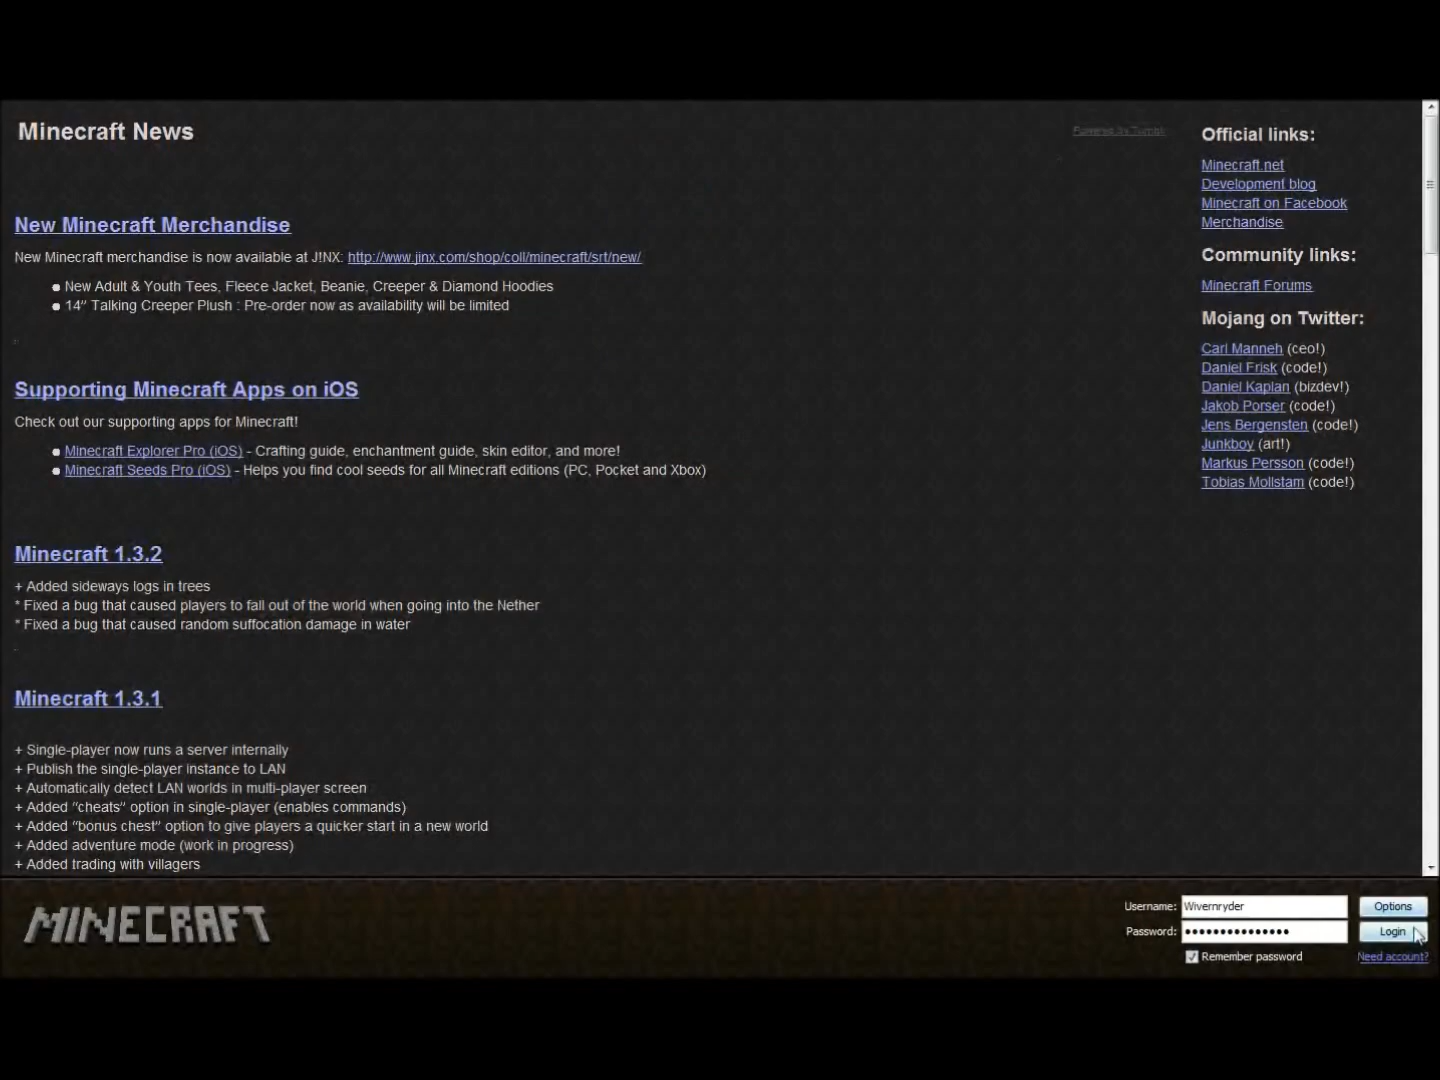 Minecraft News
Powered by Tumblr
New Minecraft Merchandise
New Minecraft merchandise is now available at J!NX: http://www.jinx.com/shop/coll/minecraft/srt/new/
● New Adult & Youth Tees, Fleece Jacket, Beanie, Creeper & Diamond Hoodies
● 14” Talking Creeper Plush : Pre-order now as availability will be limited
Supporting Minecraft Apps on iOS
Check out our supporting apps for Minecraft!
● Minecraft Explorer Pro (iOS) - Crafting guide, enchantment guide, skin editor, and more!
● Minecraft Seeds Pro (iOS) - Helps you find cool seeds for all Minecraft editions (PC, Pocket and Xbox)
Minecraft 1.3.2
+ Added sideways logs in trees
* Fixed a bug that caused players to fall out of the world when going into the Nether
* Fixed a bug that caused random suffocation damage in water
Minecraft 1.3.1
+ Single-player now runs a server internally
+ Publish the single-player instance to LAN
+ Automatically detect LAN worlds in multi-player screen
+ Added “cheats” option in single-player (enables commands)
+ Added “bonus chest” option to give players a quicker start in a new world
+ Added adventure mode (work in progress)
+ Added trading with villagers
Official links:
Minecraft.net
Development blog
Minecraft on Facebook
Merchandise
Community links:
Minecraft Forums
Mojang on Twitter:
Carl Manneh (ceo!)
Daniel Frisk (code!)
Daniel Kaplan (bizdev!)
Jakob Porser (code!)
Jens Bergensten (code!)
Junkboy (art!)
Markus Persson (code!)
Tobias Mollstam (code!)
MINECRAFT
Username: Wivernryder Options
Password: ●●●●●●●●●●●●●●● Login
Remember password Need account?